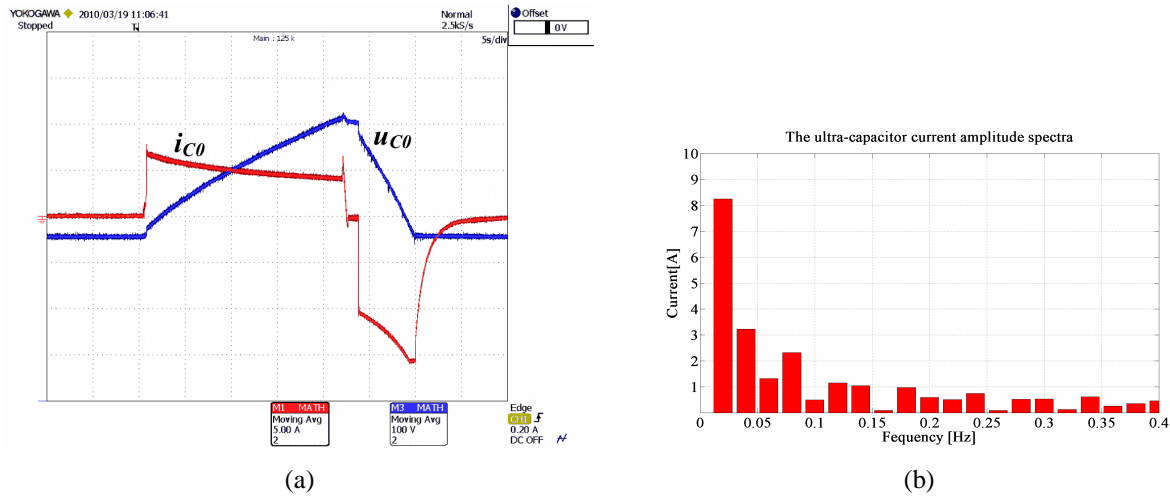 YOKOGAWA ◆ 2010/03/19 11:06:41
Stopped
Normal
2.5kS/s
Offset
0V
Main : 125 k
5s/div
iC0
uC0
M1 MATH
Moving Avg
5.00 A
2
M3 MATH
Moving Avg
100 V
2
Edge
CH1
0.20 A
DC OFF
(a)
The ultra-capacitor current amplitude spectra
Current[A]
10
9
8
7
6
5
4
3
2
1
0 0.05 0.1 0.15 0.2 0.25 0.3 0.35 0.4
Fequency [Hz]
(b)